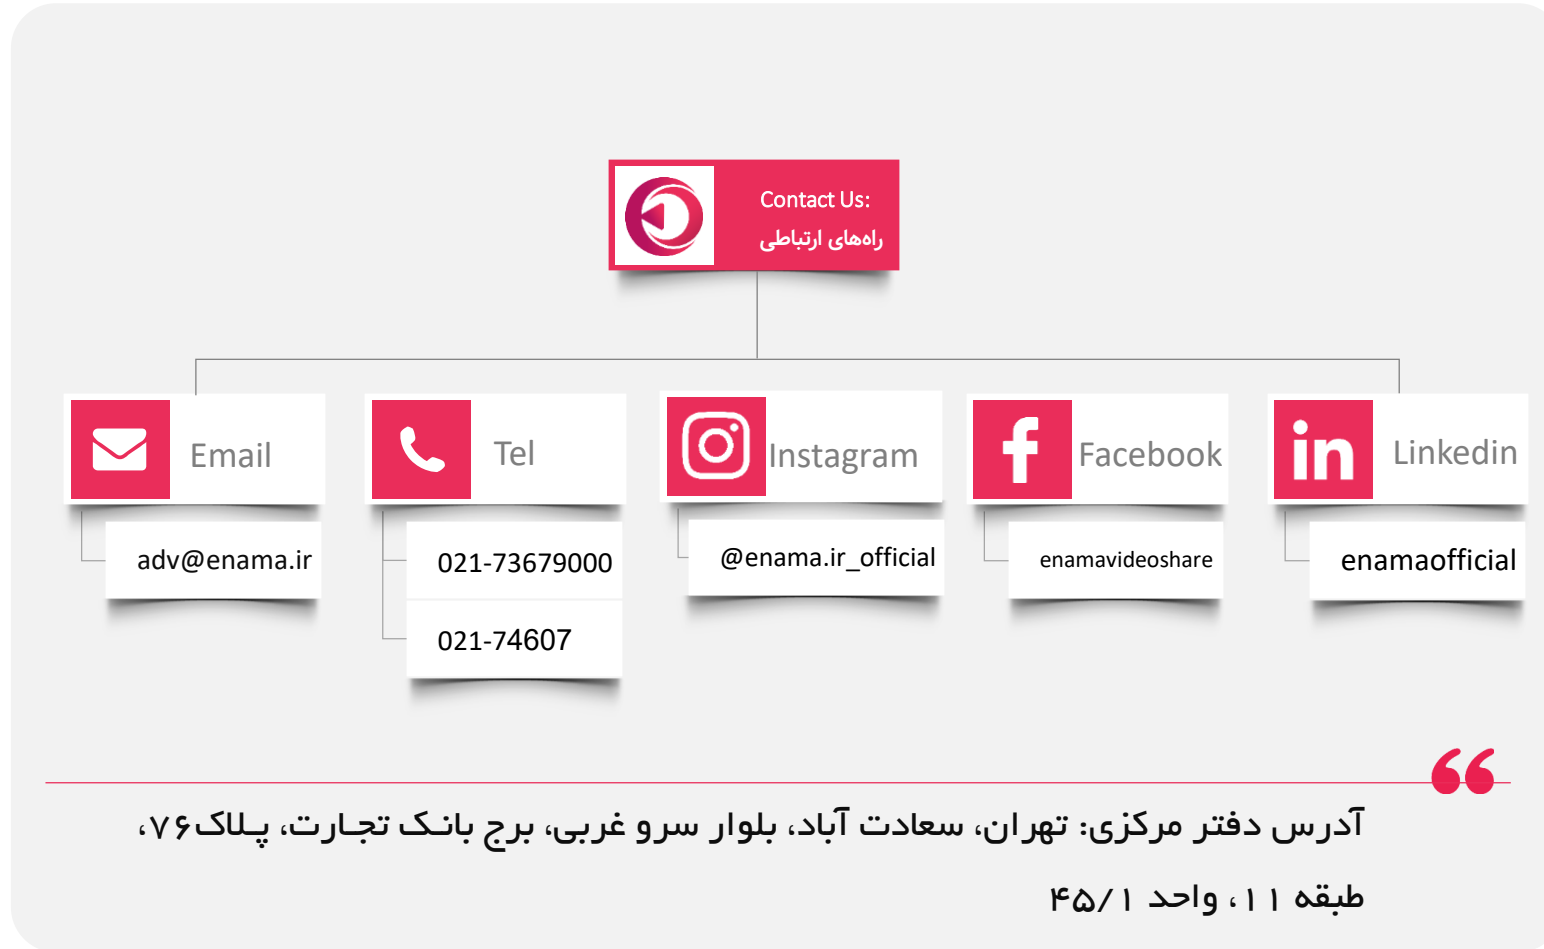 Contact Us:
راه‌های ارتباطی
Email
adv@enama.ir
Tel
021-73679000
021-74607
Instagram
@enama.ir_official
Facebook
enamavideoshare
Linkedin
enamaofficial
آدرس دفتر مرکزی: تهران، سعادت آباد، بلوار سرو غربی، برج بانک تجارت، پلاک۷۶،
طبقه ۱۱، واحد ۴۵/۱